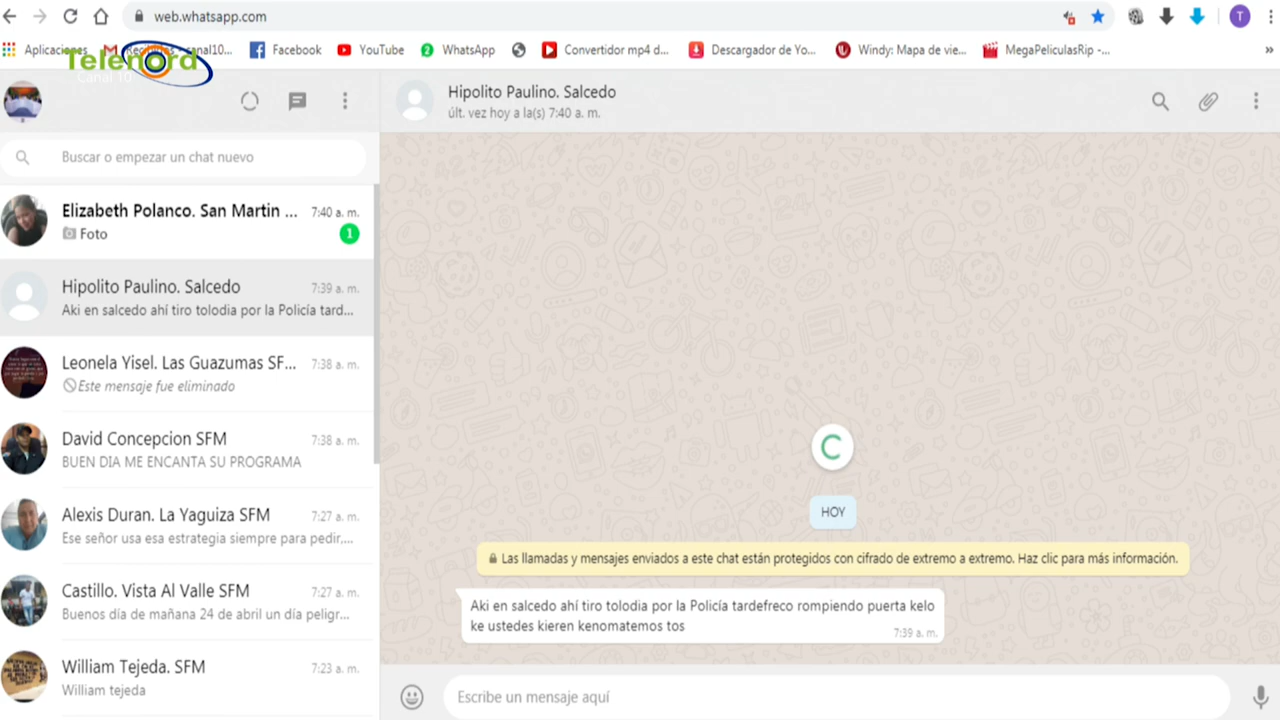 web.whatsapp.com
T
Aplicaciones
canal10...
Facebook
YouTube
WhatsApp
Convertidor mp4 d...
Descargador de Yo...
Windy: Mapa de vie...
MegaPeliculasRip -...
»
Telenord
Canal 10
Buscar o empezar un chat nuevo
Elizabeth Polanco. San Martin ...
7:40 a. m.
Foto
1
Hipolito Paulino. Salcedo
7:39 a. m.
Aki en salcedo ahí tiro tolodia por la Policía tard...
Leonela Yisel. Las Guazumas SF...
7:38 a. m.
Este mensaje fue eliminado
David Concepcion SFM
7:38 a. m.
BUEN DIA ME ENCANTA SU PROGRAMA
Alexis Duran. La Yaguiza SFM
7:27 a. m.
Ese señor usa esa estrategia siempre para pedir,...
Castillo. Vista Al Valle SFM
7:27 a. m.
Buenos día de mañana 24 de abril un día peligr...
William Tejeda. SFM
7:23 a. m.
William tejeda
Hipolito Paulino. Salcedo
últ. vez hoy a la(s) 7:40 a. m.
HOY
Las llamadas y mensajes enviados a este chat están protegidos con cifrado de extremo a extremo. Haz clic para más información.
Aki en salcedo ahí tiro tolodia por la Policía tardefreco rompiendo puerta kelo
ke ustedes kieren kenomatemos tos
7:39 a. m.
Escribe un mensaje aquí